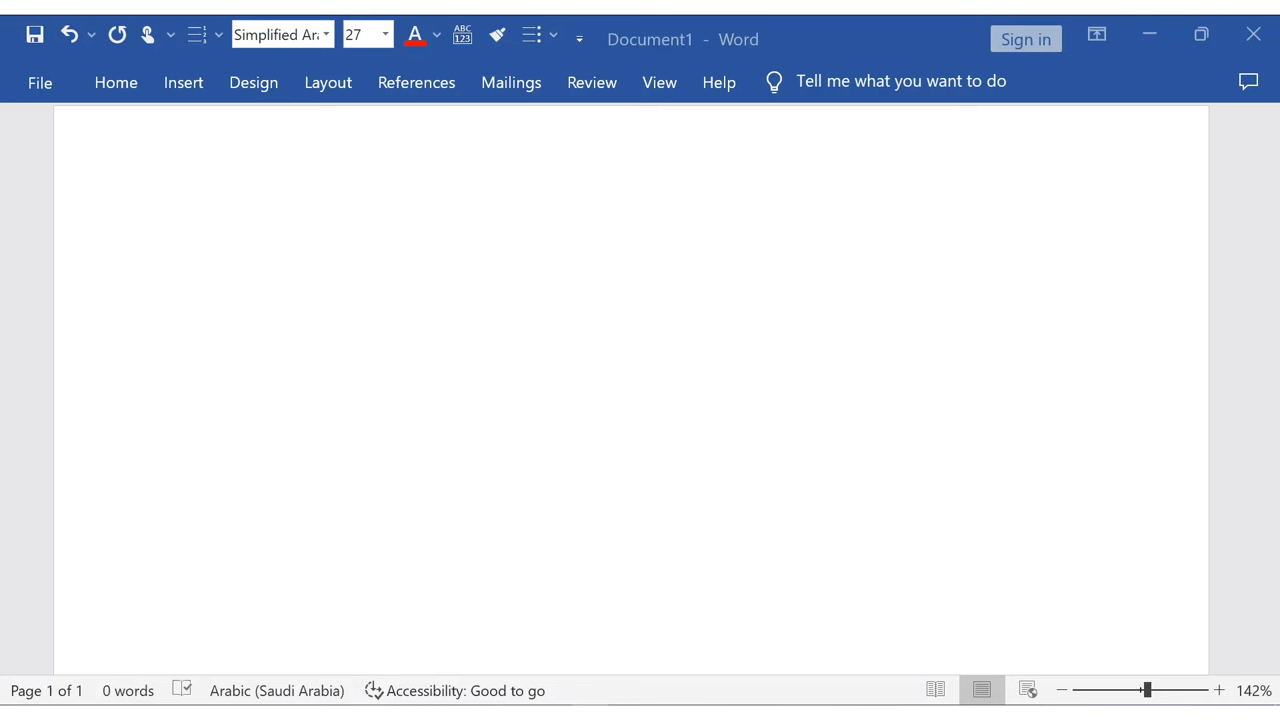 Simplified Ar 27 A ABC 123 Document1 - Word Sign in
File Home Insert Design Layout References Mailings Review View Help Tell me what you want to do
Page 1 of 1 0 words Arabic (Saudi Arabia) Accessibility: Good to go 142%